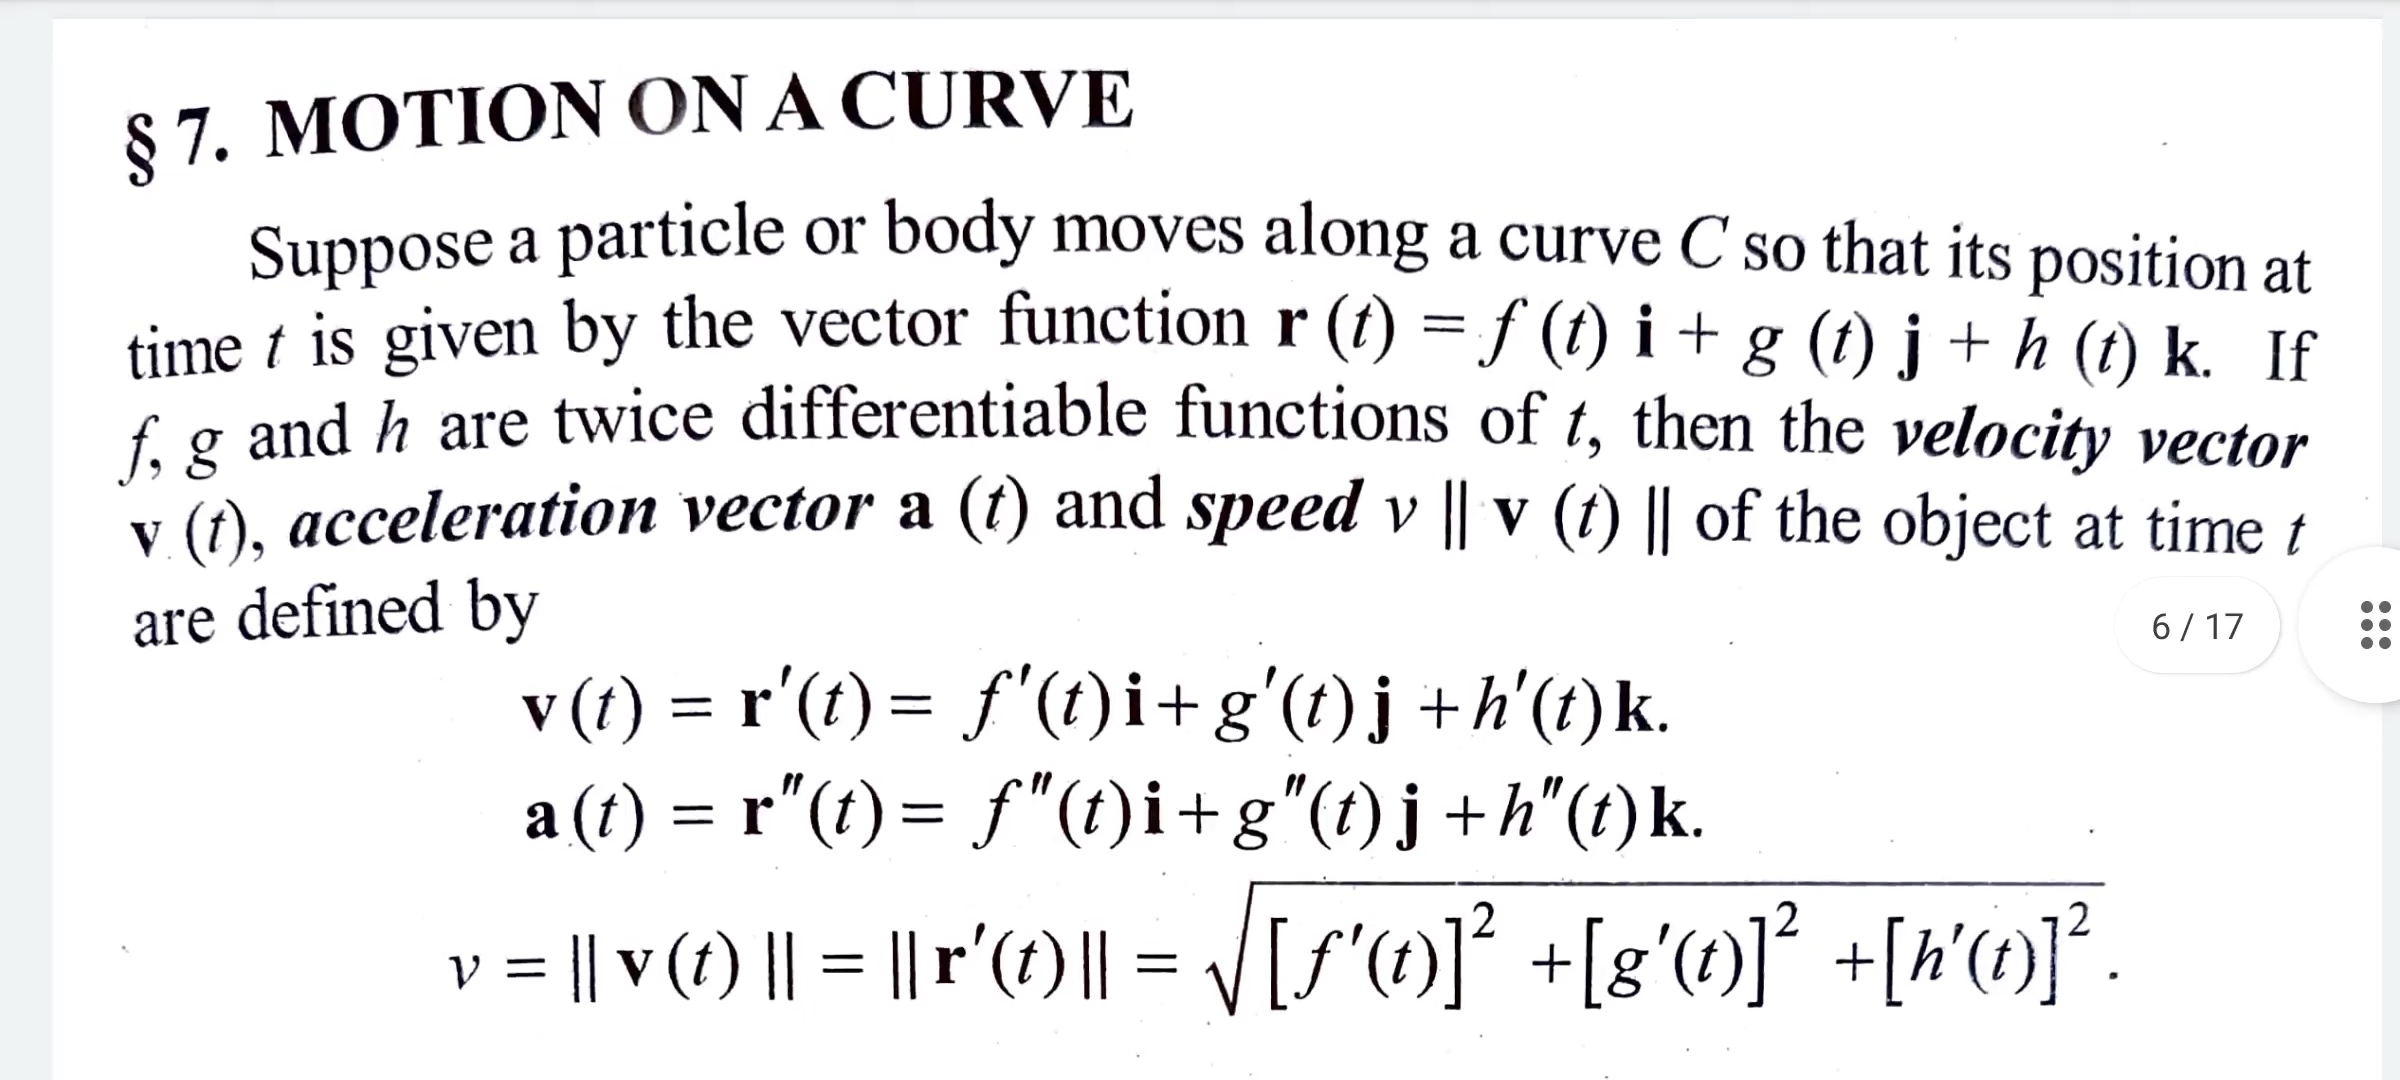 § 7. MOTION ON A CURVE
Suppose a particle or body moves along a curve C so that its position at
time t is given by the vector function r (t) = f (t) i + g (t) j + h (t) k. If
f, g and h are twice differentiable functions of t, then the velocity vector
v (t), acceleration vector a (t) and speed v || v (t) || of the object at time t
are defined by
6 / 17
v (t) = r′(t) = f′(t) i + g′(t) j + h′(t) k.
a (t) = r″(t) = f″(t) i + g″(t) j + h″(t) k.
v = || v (t) || = || r′(t) || = √[f′(t)]² + [g′(t)]² + [h′(t)]² .